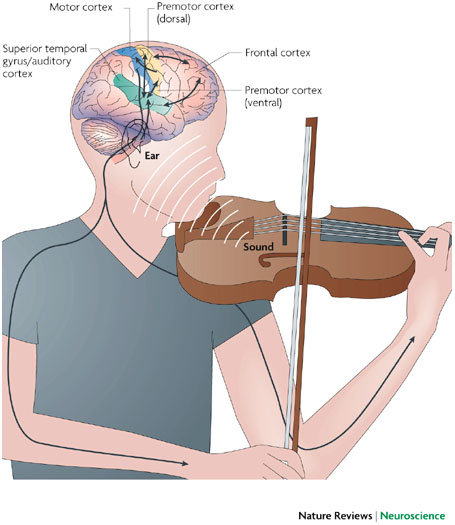 Motor cortex
Premotor cortex
(dorsal)
Superior temporal
gyrus/auditory
cortex
Frontal cortex
Premotor cortex
(ventral)
Ear
Sound
Nature Reviews | Neuroscience